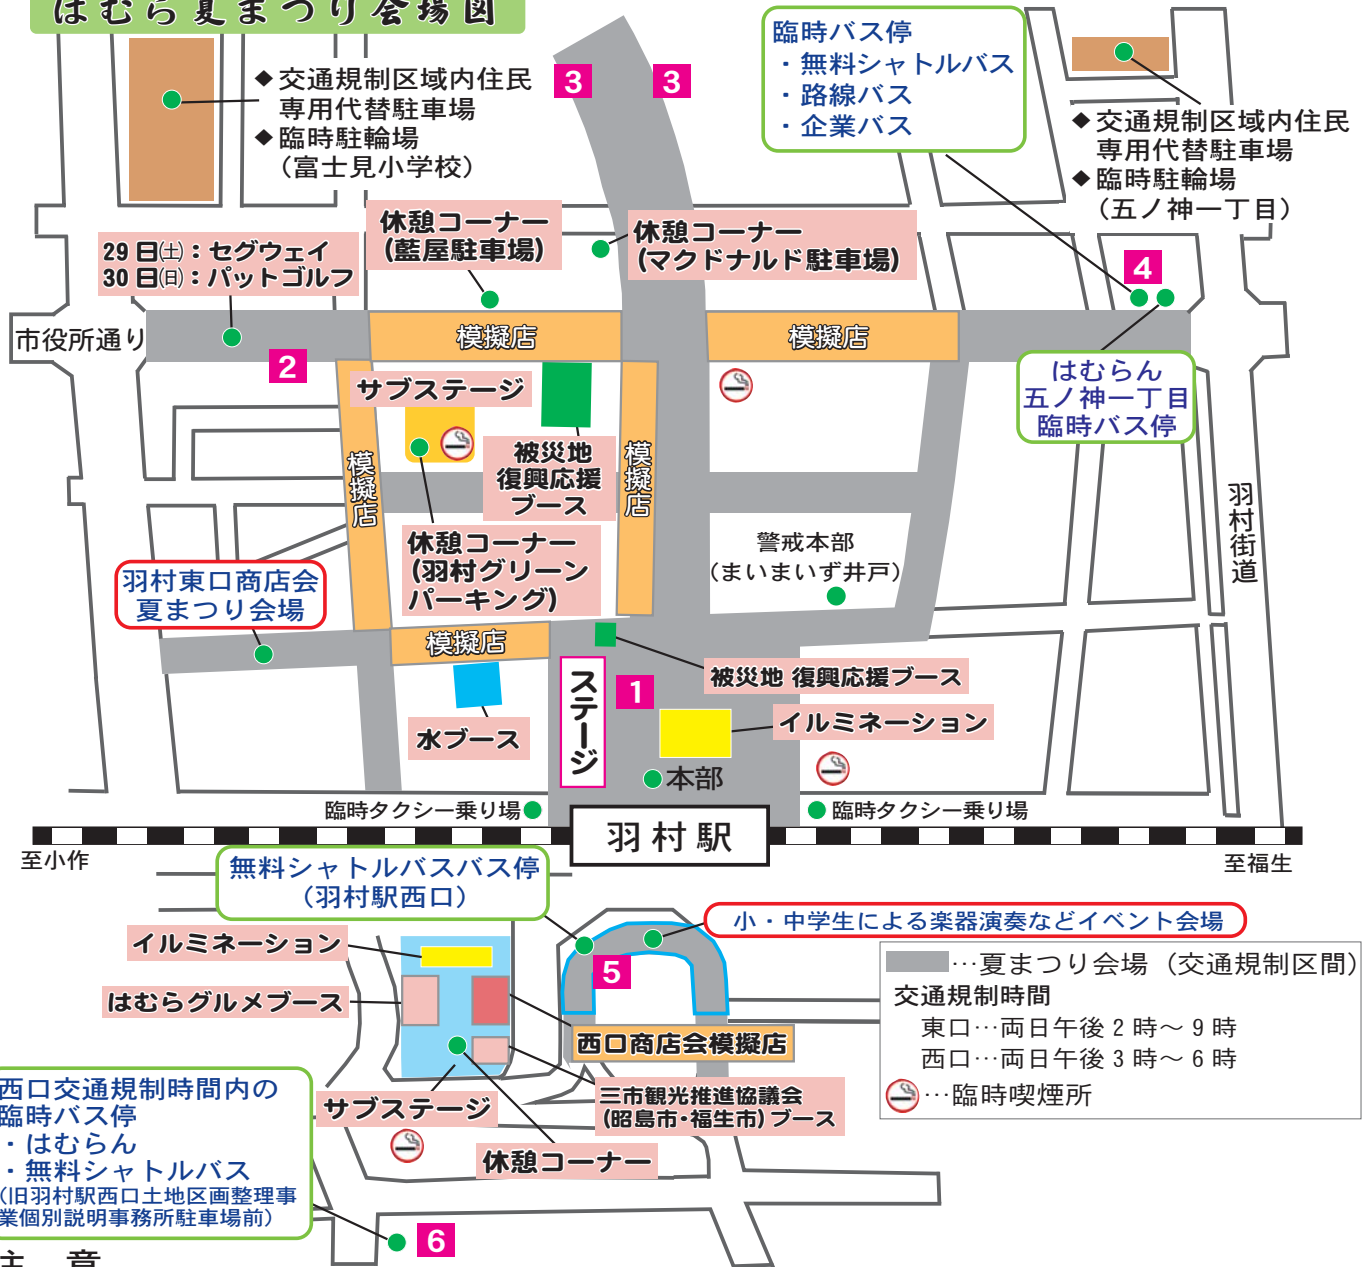 はむら夏まつり会場図
◆交通規制区域内住民
専用代替駐車場
◆臨時駐輪場
(富士見小学校)
3
3
臨時バス停
・無料シャトルバス
・路線バス
・企業バス
◆交通規制区域内住民
専用代替駐車場
◆臨時駐輪場
(五ノ神一丁目)
29日㈯：セグウェイ
30日㈰：パットゴルフ
休憩コーナー
(藍屋駐車場)
休憩コーナー
(マクドナルド駐車場)
4
市役所通り
模擬店
模擬店
2
サブステージ
はむらん
五ノ神一丁目
臨時バス停
模擬店
被災地
復興応援
ブース
模擬店
羽村街道
休憩コーナー
(羽村グリーン
パーキング)
警戒本部
(まいまいず井戸)
羽村東口商店会
夏まつり会場
模擬店
ステージ
1
被災地 復興応援ブース
水ブース
イルミネーション
本部
臨時タクシー乗り場
臨時タクシー乗り場
羽村駅
至小作
至福生
無料シャトルバスバス停
(羽村駅西口)
小・中学生による楽器演奏などイベント会場
イルミネーション
5
はむらグルメブース
西口商店会模擬店
…夏まつり会場（交通規制区間）
交通規制時間
東口…両日午後2時～9時
西口…両日午後3時～6時
…臨時喫煙所
西口交通規制時間内の
臨時バス停
・はむらん
・無料シャトルバス
(旧羽村駅西口土地区画整理事
業個別説明事務所駐車場前)
サブステージ
三市観光推進協議会
(昭島市・福生市)ブース
休憩コーナー
6
注 意